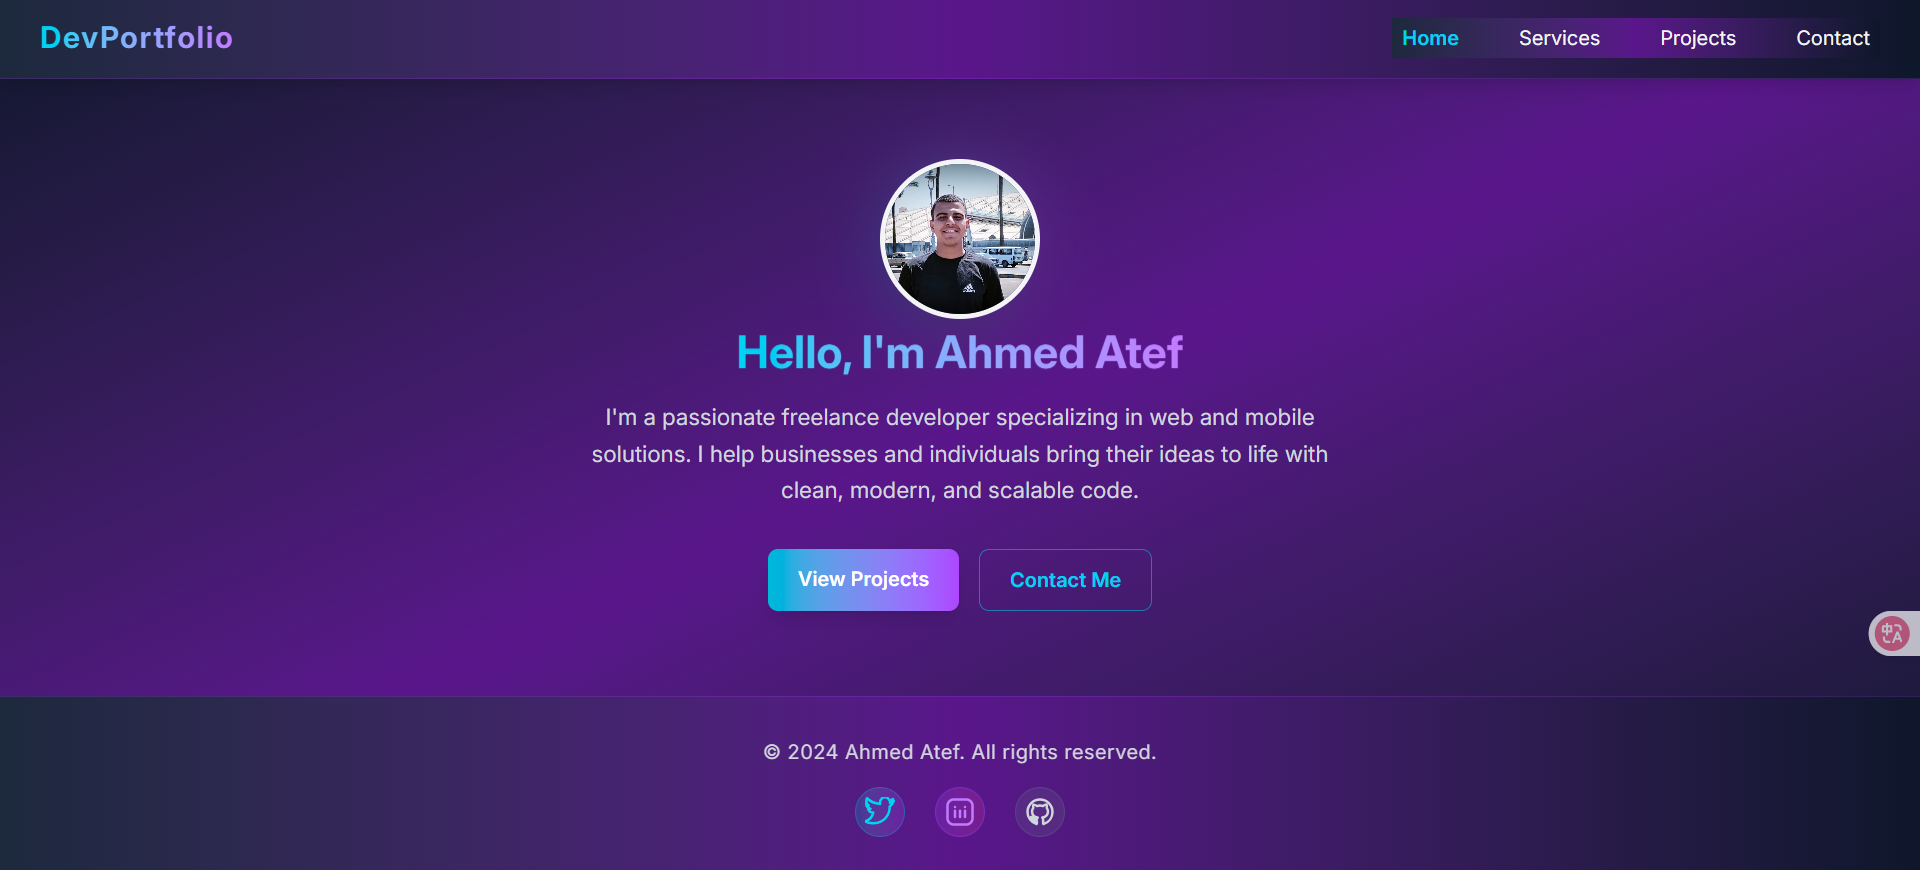 DevPortfolio
Home Services Projects Contact
Hello, I'm Ahmed Atef
I'm a passionate freelance developer specializing in web and mobile
solutions. I help businesses and individuals bring their ideas to life with
clean, modern, and scalable code.
View Projects Contact Me
中A
© 2024 Ahmed Atef. All rights reserved.